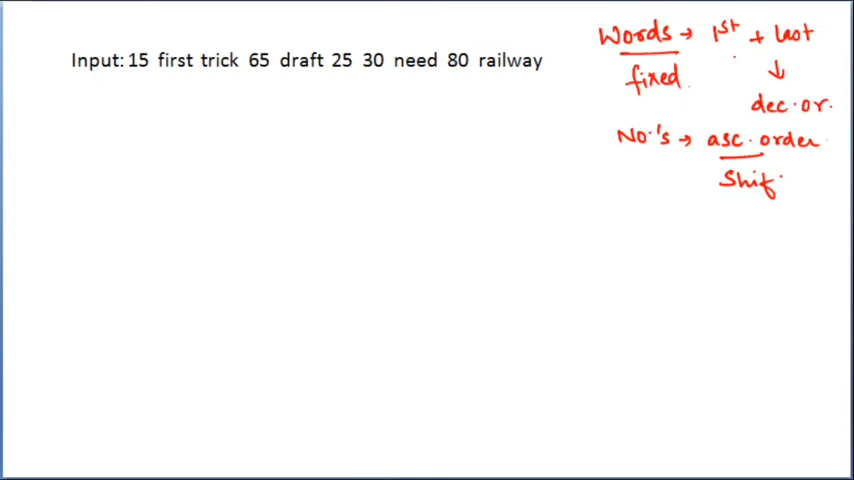 Input: 15 first trick 65 draft 25 30 need 80 railway
Words → 1st + last
fixed ↓
dec. or.
No.'s → asc. order
Shif.